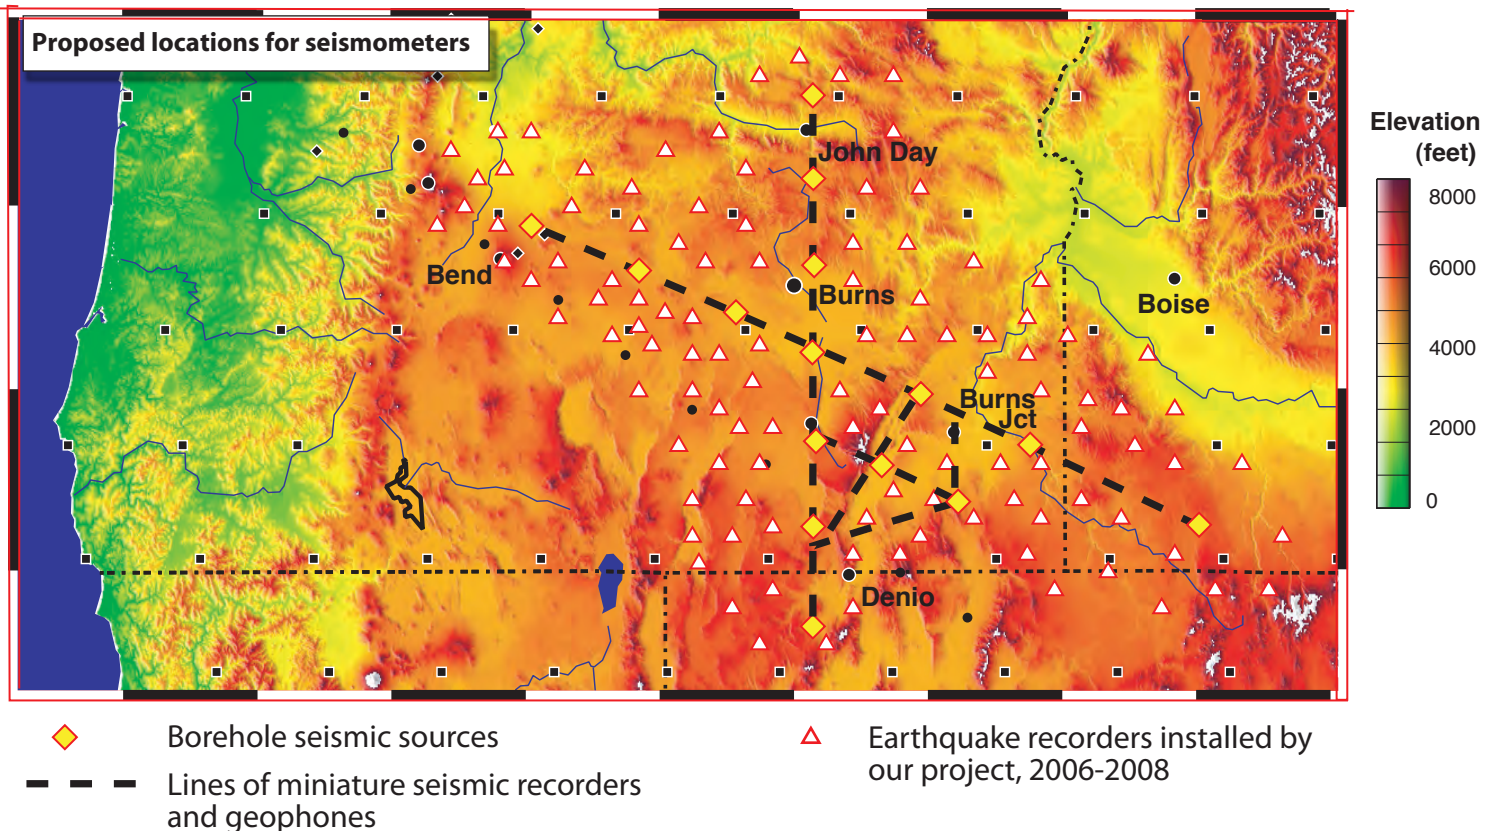 Proposed locations for seismometers
John Day
Bend
Burns
Boise
Burns
Jct
Denio
Elevation
(feet)
8000
6000
4000
2000
0
Borehole seismic sources
Lines of miniature seismic recorders
and geophones
Earthquake recorders installed by
our project, 2006-2008